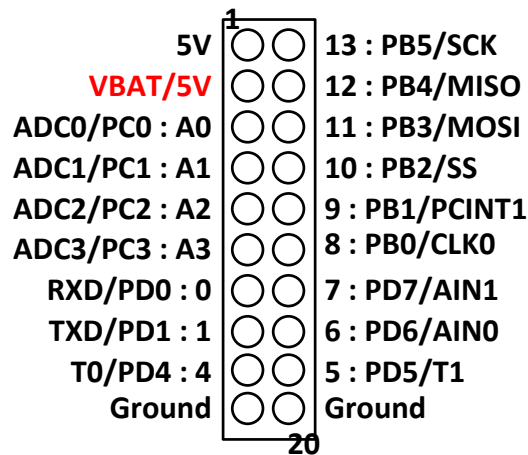 1
5V 13 : PB5/SCK
VBAT/5V 12 : PB4/MISO
ADC0/PC0 : A0 11 : PB3/MOSI
ADC1/PC1 : A1 10 : PB2/SS
ADC2/PC2 : A2 9 : PB1/PCINT1
ADC3/PC3 : A3 8 : PB0/CLK0
RXD/PD0 : 0 7 : PD7/AIN1
TXD/PD1 : 1 6 : PD6/AIN0
T0/PD4 : 4 5 : PD5/T1
Ground Ground
20